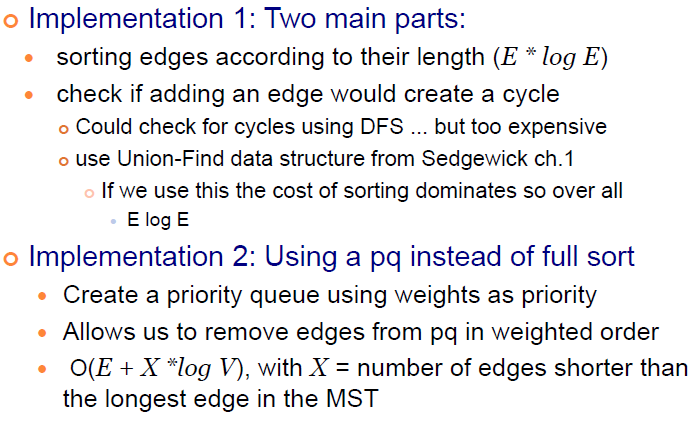 Implementation 1: Two main parts:
sorting edges according to their length (E * log E)
check if adding an edge would create a cycle
Could check for cycles using DFS ... but too expensive
use Union-Find data structure from Sedgewick ch.1
If we use this the cost of sorting dominates so over all
E log E
Implementation 2: Using a pq instead of full sort
Create a priority queue using weights as priority
Allows us to remove edges from pq in weighted order
O(E + X *log V), with X = number of edges shorter than
the longest edge in the MST